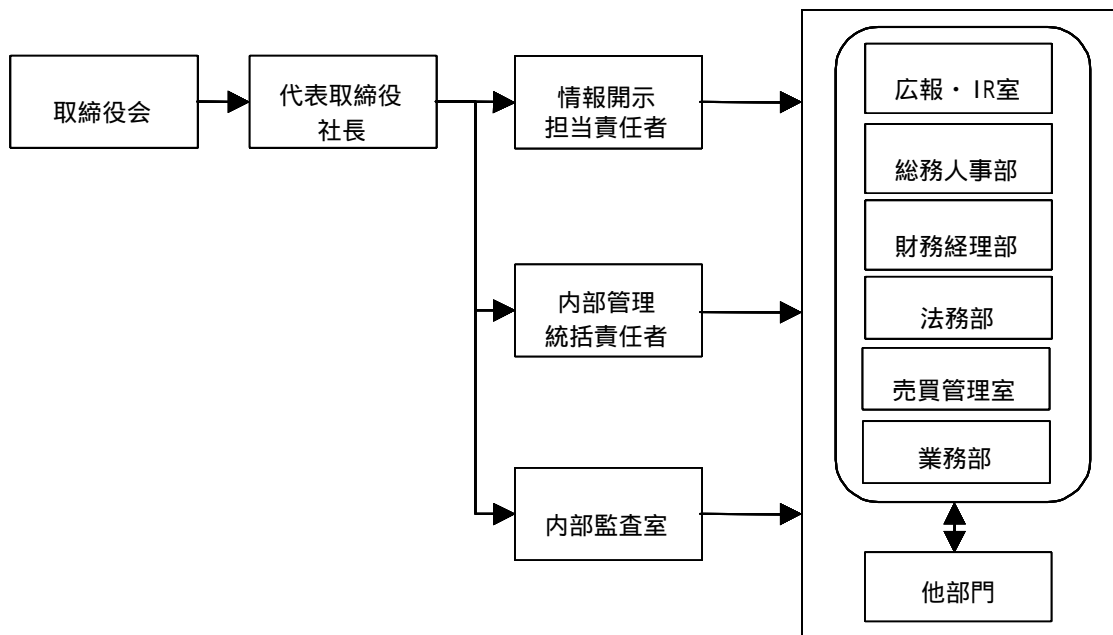 取締役会
代表取締役
社長
情報開示
担当責任者
内部管理
統括責任者
内部監査室
広報・IR室
総務人事部
財務経理部
法務部
売買管理室
業務部
他部門